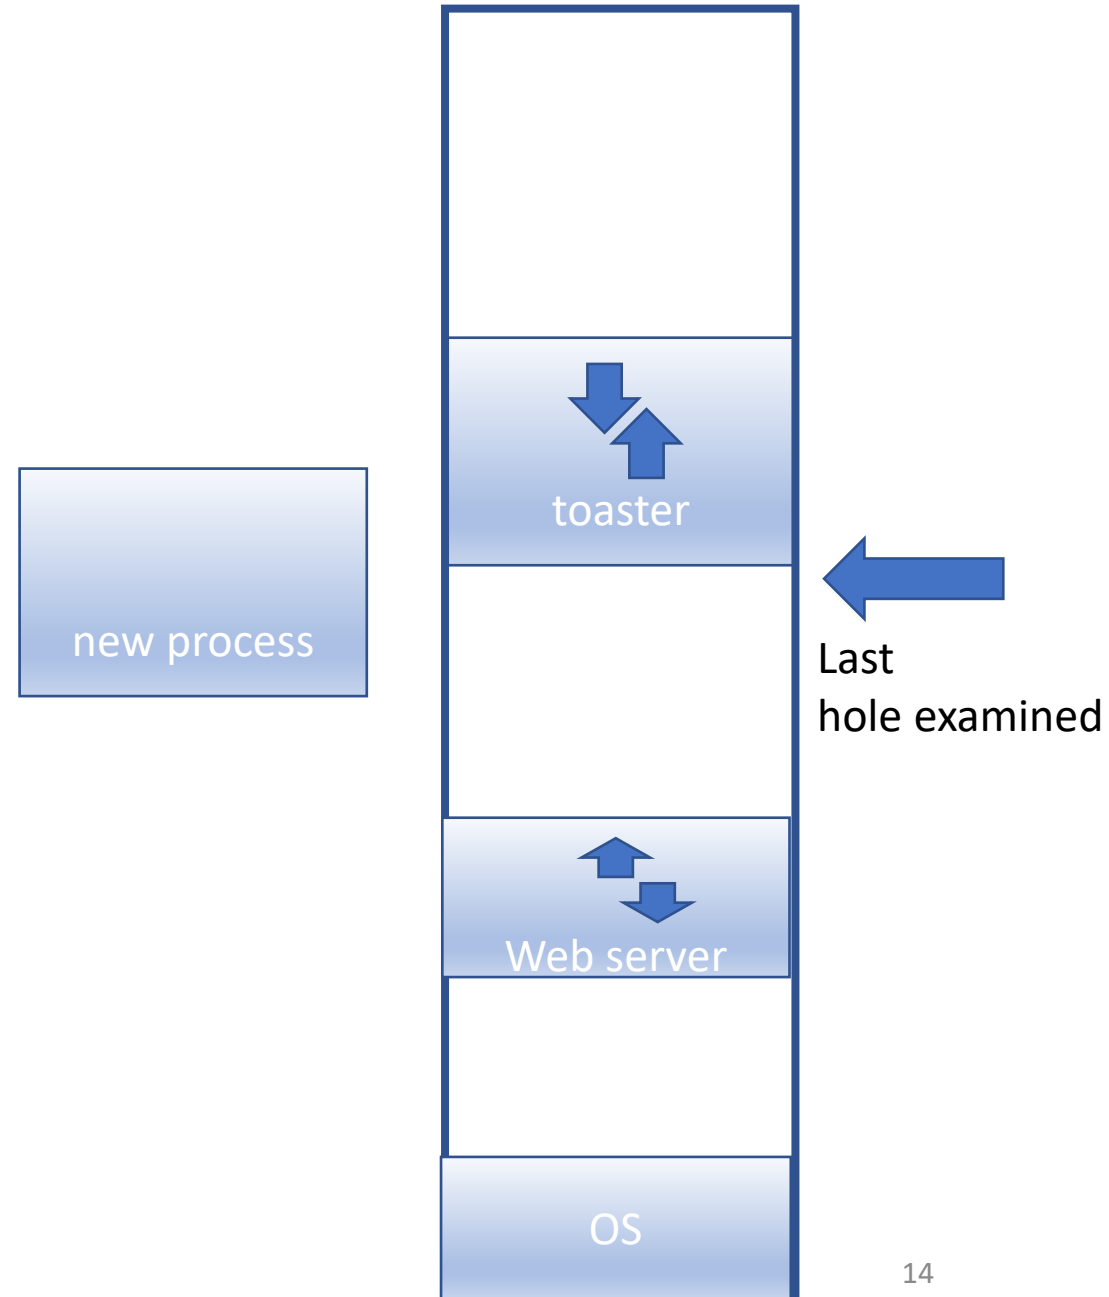 toaster
new process
Last
hole examined
Web server
OS
14